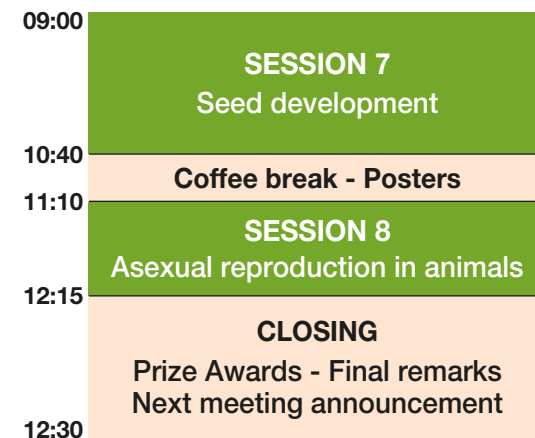 09:00
SESSION 7
Seed development
10:40
Coffee break - Posters
11:10
SESSION 8
Asexual reproduction in animals
12:15
CLOSING
Prize Awards - Final remarks
Next meeting announcement
12:30